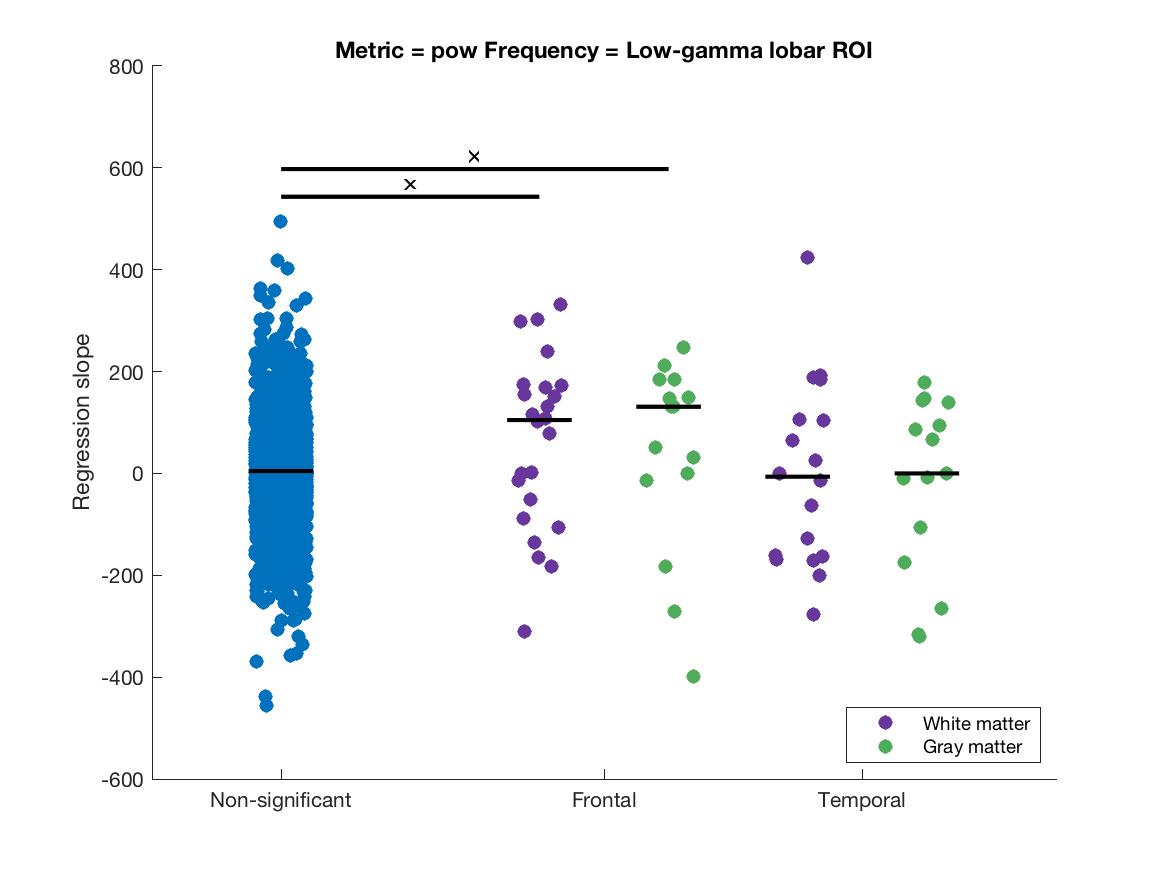 Metric = pow Frequency = Low-gamma lobar ROI
800
600
400
200
0
-200
-400
-600
Regression slope
×
×
Non-significant
Frontal
Temporal
White matter
Gray matter